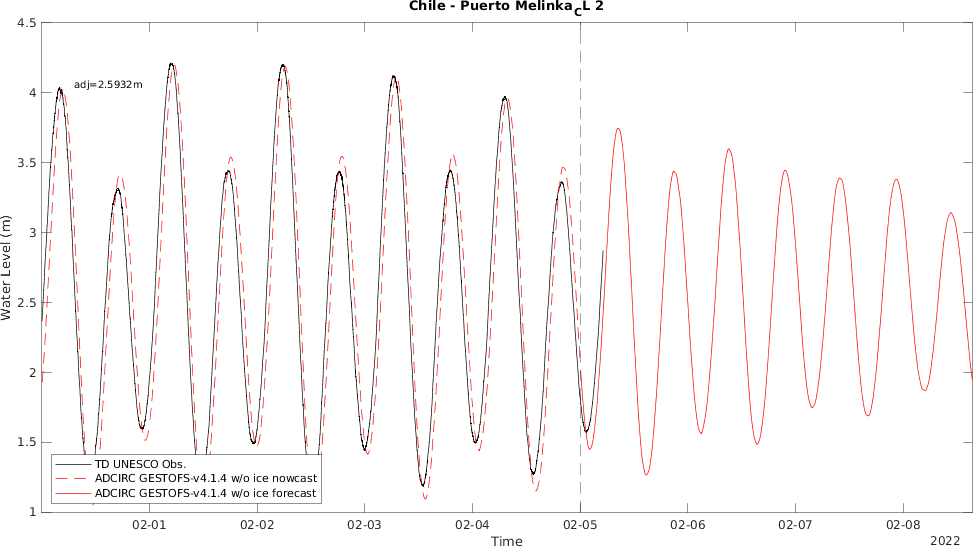 Chile - Puerto Melinka_CL 2
4.5
4
3.5
3
2.5
2
1.5
1
Water Level (m)
adj=2.5932m
TD UNESCO Obs.
ADCIRC GESTOFS-v4.1.4 w/o ice nowcast
ADCIRC GESTOFS-v4.1.4 w/o ice forecast
02-01
02-02
02-03
02-04
02-05
02-06
02-07
02-08
Time
2022